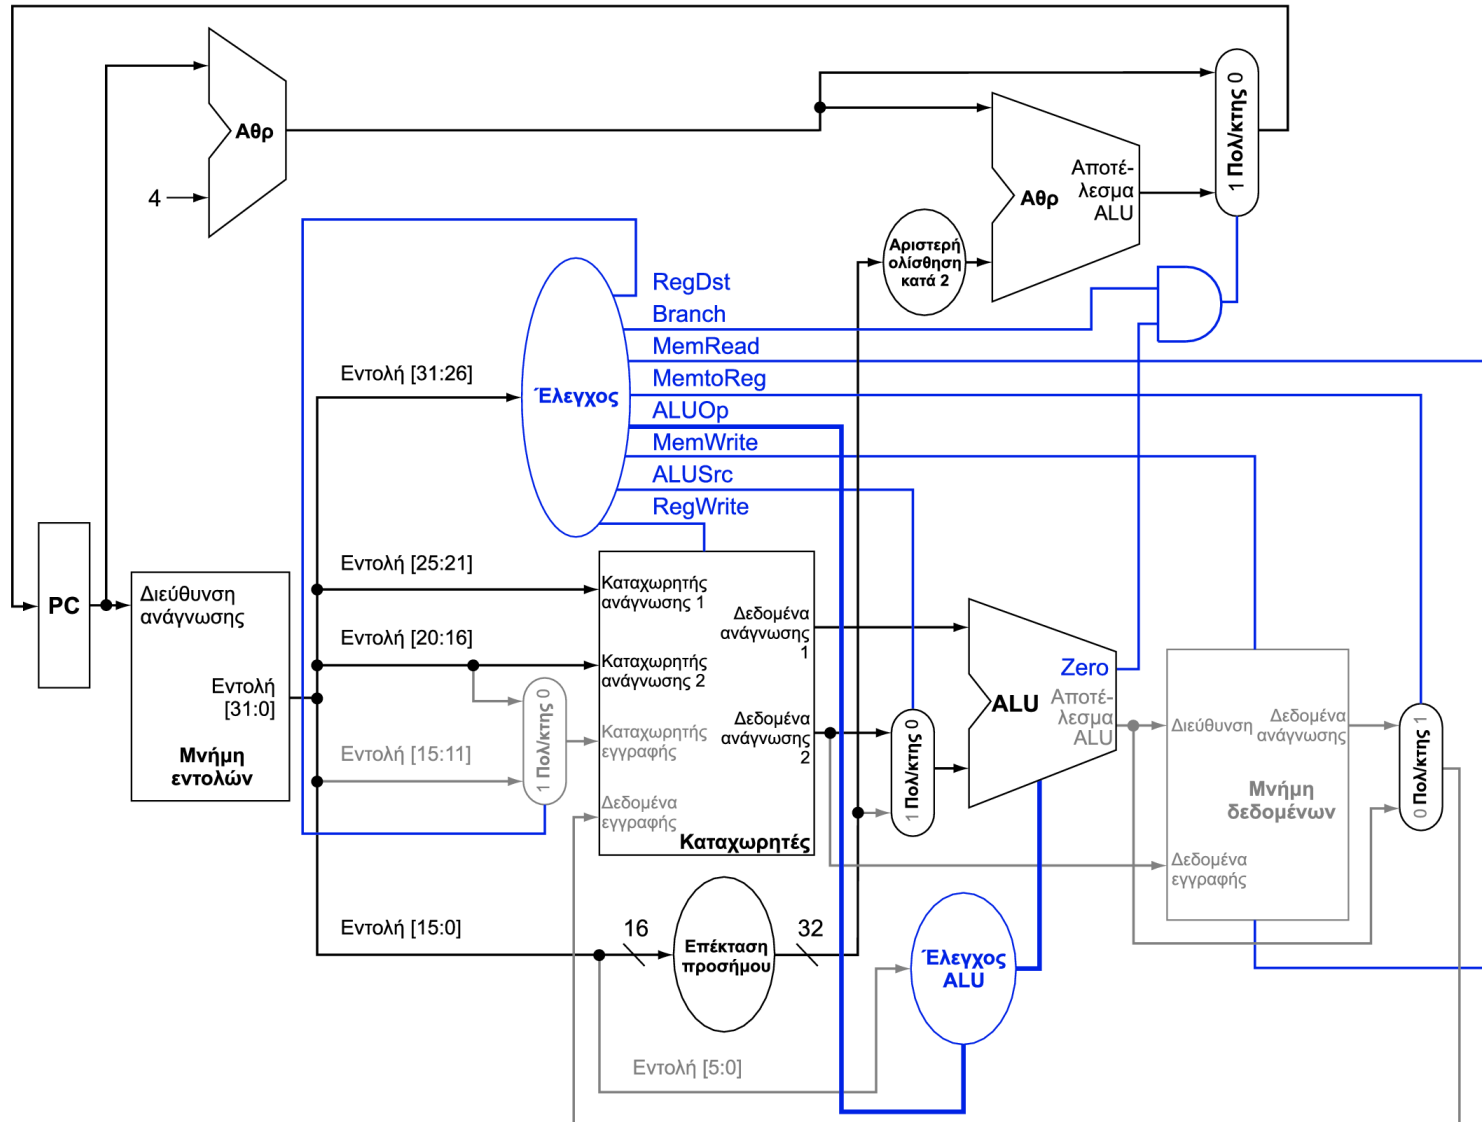 Αθρ
4
1 Πολ/κτης 0
Αποτέ-
λεσμα
ALU
Αθρ
Αριστερή
ολίσθηση
κατά 2
RegDst
Branch
MemRead
MemtoReg
ALUOp
MemWrite
ALUSrc
RegWrite
Έλεγχος
Εντολή [31:26]
Εντολή [25:21]
Εντολή [20:16]
Εντολή [15:11]
Εντολή [15:0]
PC
Διεύθυνση
ανάγνωσης
Εντολή
[31:0]
Μνήμη
εντολών
1 Πολ/κτης 0
Καταχωρητής
ανάγνωσης 1
Καταχωρητής
ανάγνωσης 2
Καταχωρητής
εγγραφής
Δεδομένα
εγγραφής
Δεδομένα
ανάγνωσης
1
Δεδομένα
ανάγνωσης
2
Καταχωρητές
1 Πολ/κτης 0
Zero
ALU
Αποτέ-
λεσμα
ALU
Διεύθυνση
Δεδομένα
ανάγνωσης
Μνήμη
δεδομένων
Δεδομένα
εγγραφής
0 Πολ/κτης 1
16
Επέκταση
προσήμου
32
Έλεγχος
ALU
Εντολή [5:0]